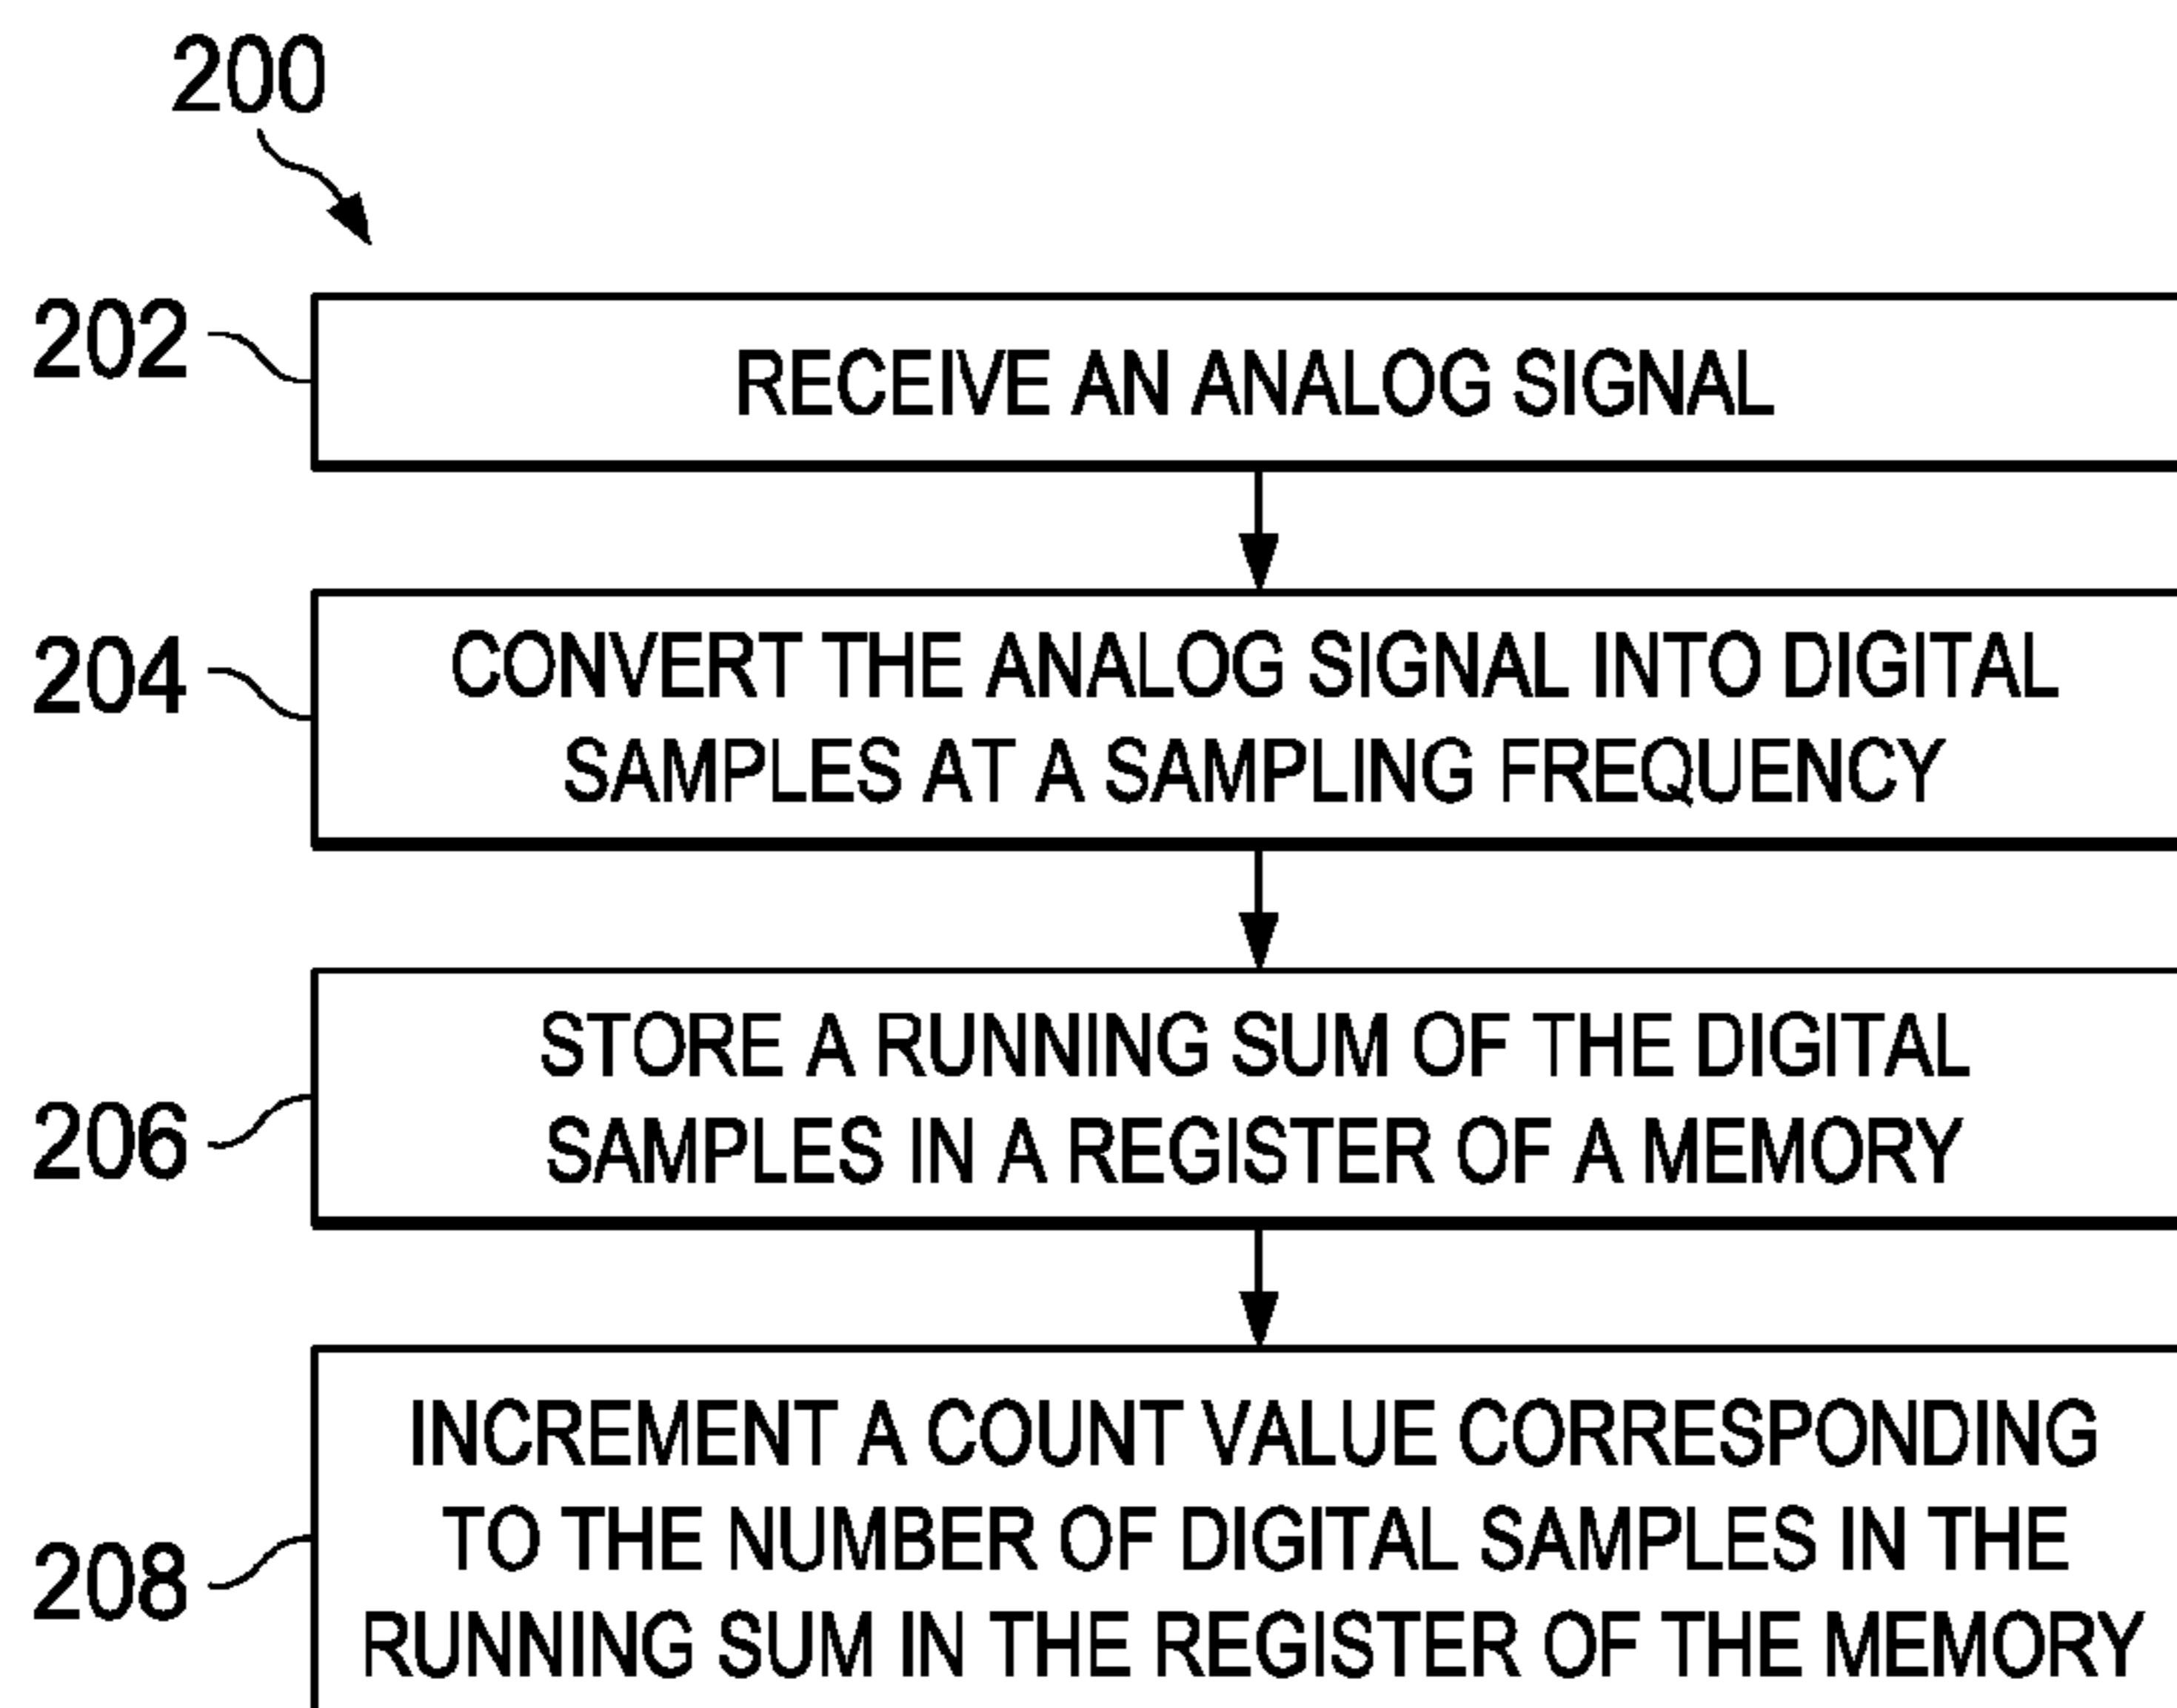 200
202
RECEIVE AN ANALOG SIGNAL
204
CONVERT THE ANALOG SIGNAL INTO DIGITAL
SAMPLES AT A SAMPLING FREQUENCY
206
STORE A RUNNING SUM OF THE DIGITAL
SAMPLES IN A REGISTER OF A MEMORY
208
INCREMENT A COUNT VALUE CORRESPONDING
TO THE NUMBER OF DIGITAL SAMPLES IN THE
RUNNING SUM IN THE REGISTER OF THE MEMORY